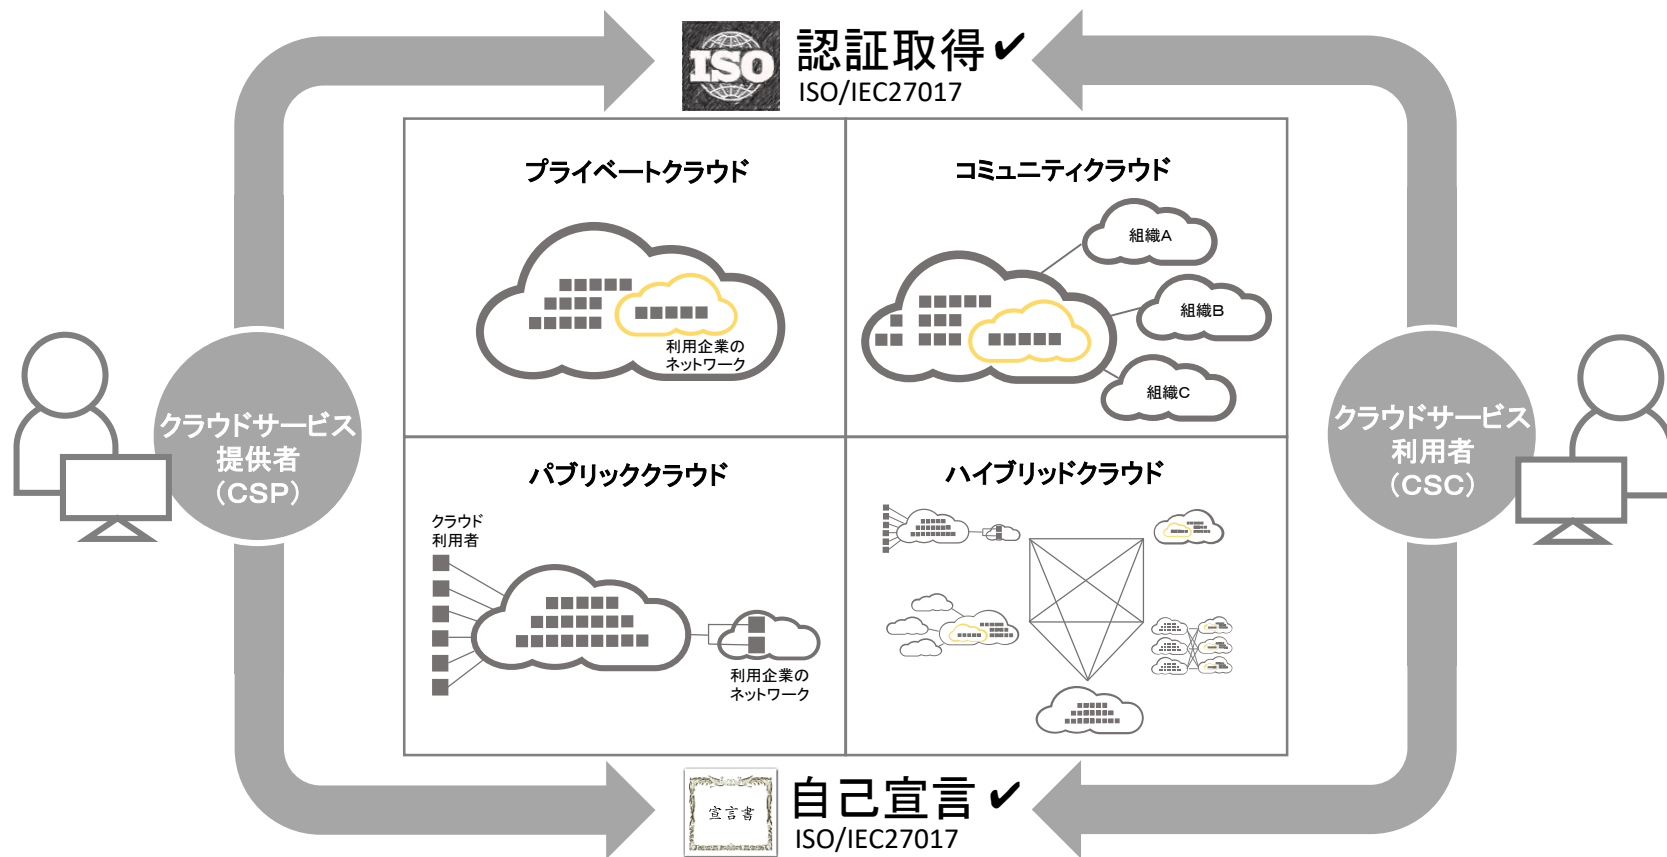 ISO
認証取得✔
ISO/IEC27017
プライベートクラウド
利用企業の
ネットワーク
コミュニティクラウド
組織A
組織B
組織C
クラウドサービス
提供者
（CSP）
クラウドサービス
利用者
（CSC）
パブリッククラウド
クラウド
利用者
利用企業の
ネットワーク
ハイブリッドクラウド
宣言書
自己宣言✔
ISO/IEC27017